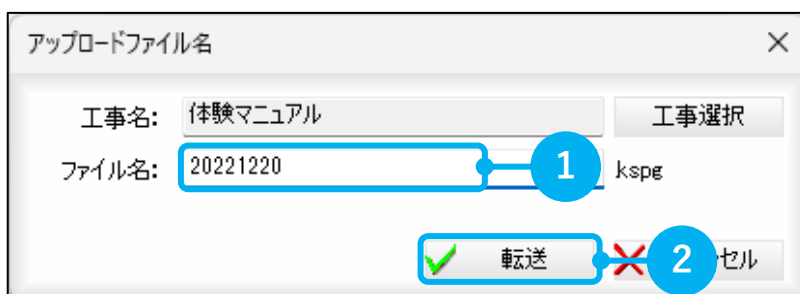 アップロードファイル名
工事名: 体験マニュアル 工事選択
ファイル名: 20221220 1 kspg
転送 2 セル